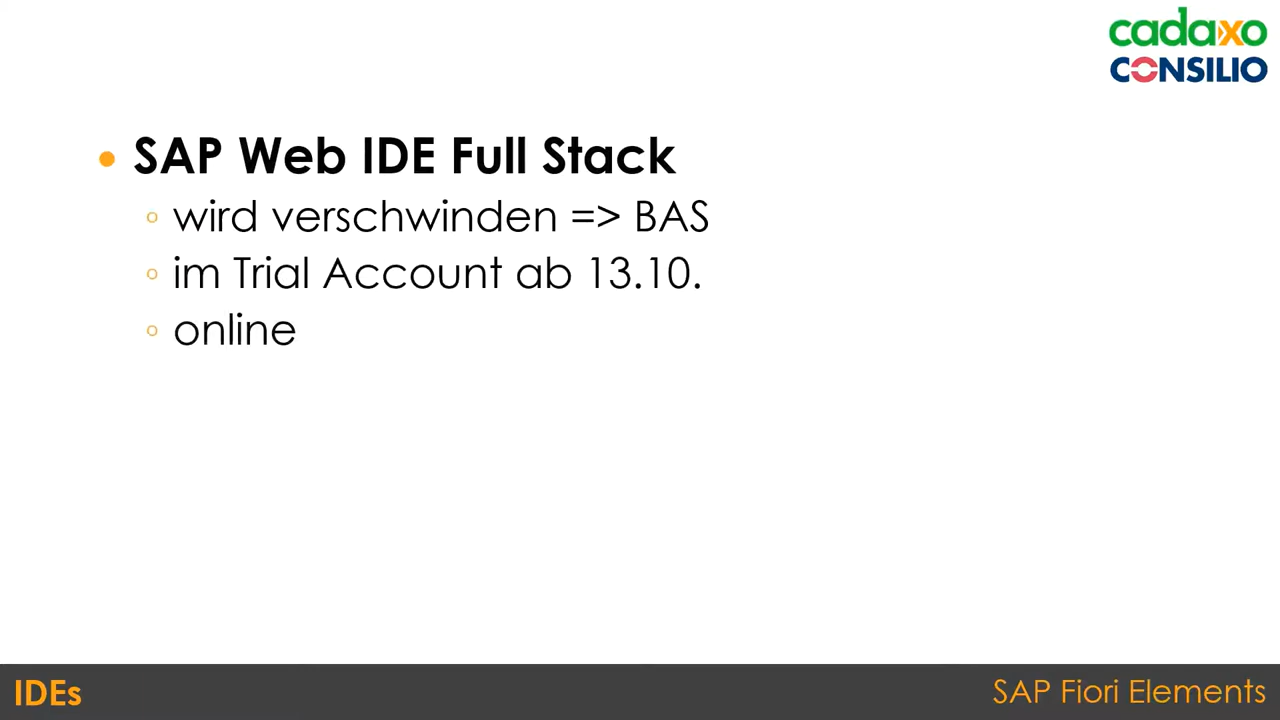 cadaxo
CONSILIO
• SAP Web IDE Full Stack
◦ wird verschwinden => BAS
◦ im Trial Account ab 13.10.
◦ online
IDEs
SAP Fiori Elements